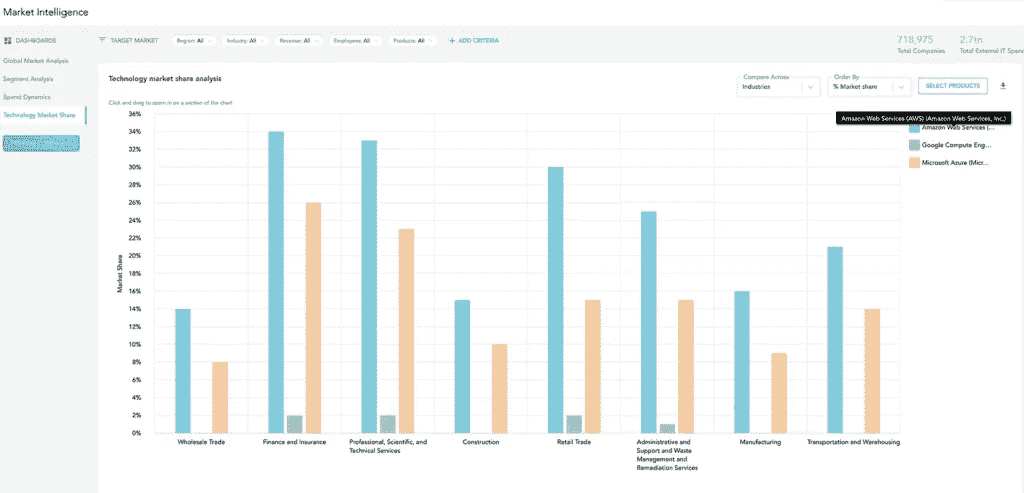 Market Intelligence
DASHBOARDS
Global Market Analysis
Segment Analysis
Spend Dynamics
Technology Market Share
TARGET MARKET
Region: All
Industry: All
Revenue: All
Employees: All
Products: All
+ ADD CRITERIA
718,975
Total Companies
2.7tn
Total External IT Spend
Technology market share analysis
Click and drag to zoom in on a section of the chart
Compare Across
Industries
Order By
% Market share
SELECT PRODUCTS
Amazon Web Services (AWS) (Amazon Web Services, Inc.)
Amazon Web Services (...
Google Compute Eng...
Microsoft Azure (Micr...
Market Share
36%
34%
32%
30%
28%
26%
24%
22%
20%
18%
16%
14%
12%
10%
8%
6%
4%
2%
0%
Wholesale Trade
Finance and Insurance
Professional, Scientific, and
Technical Services
Construction
Retail Trade
Administrative and
Support and Waste
Management and
Remediation Services
Manufacturing
Transportation and Warehousing